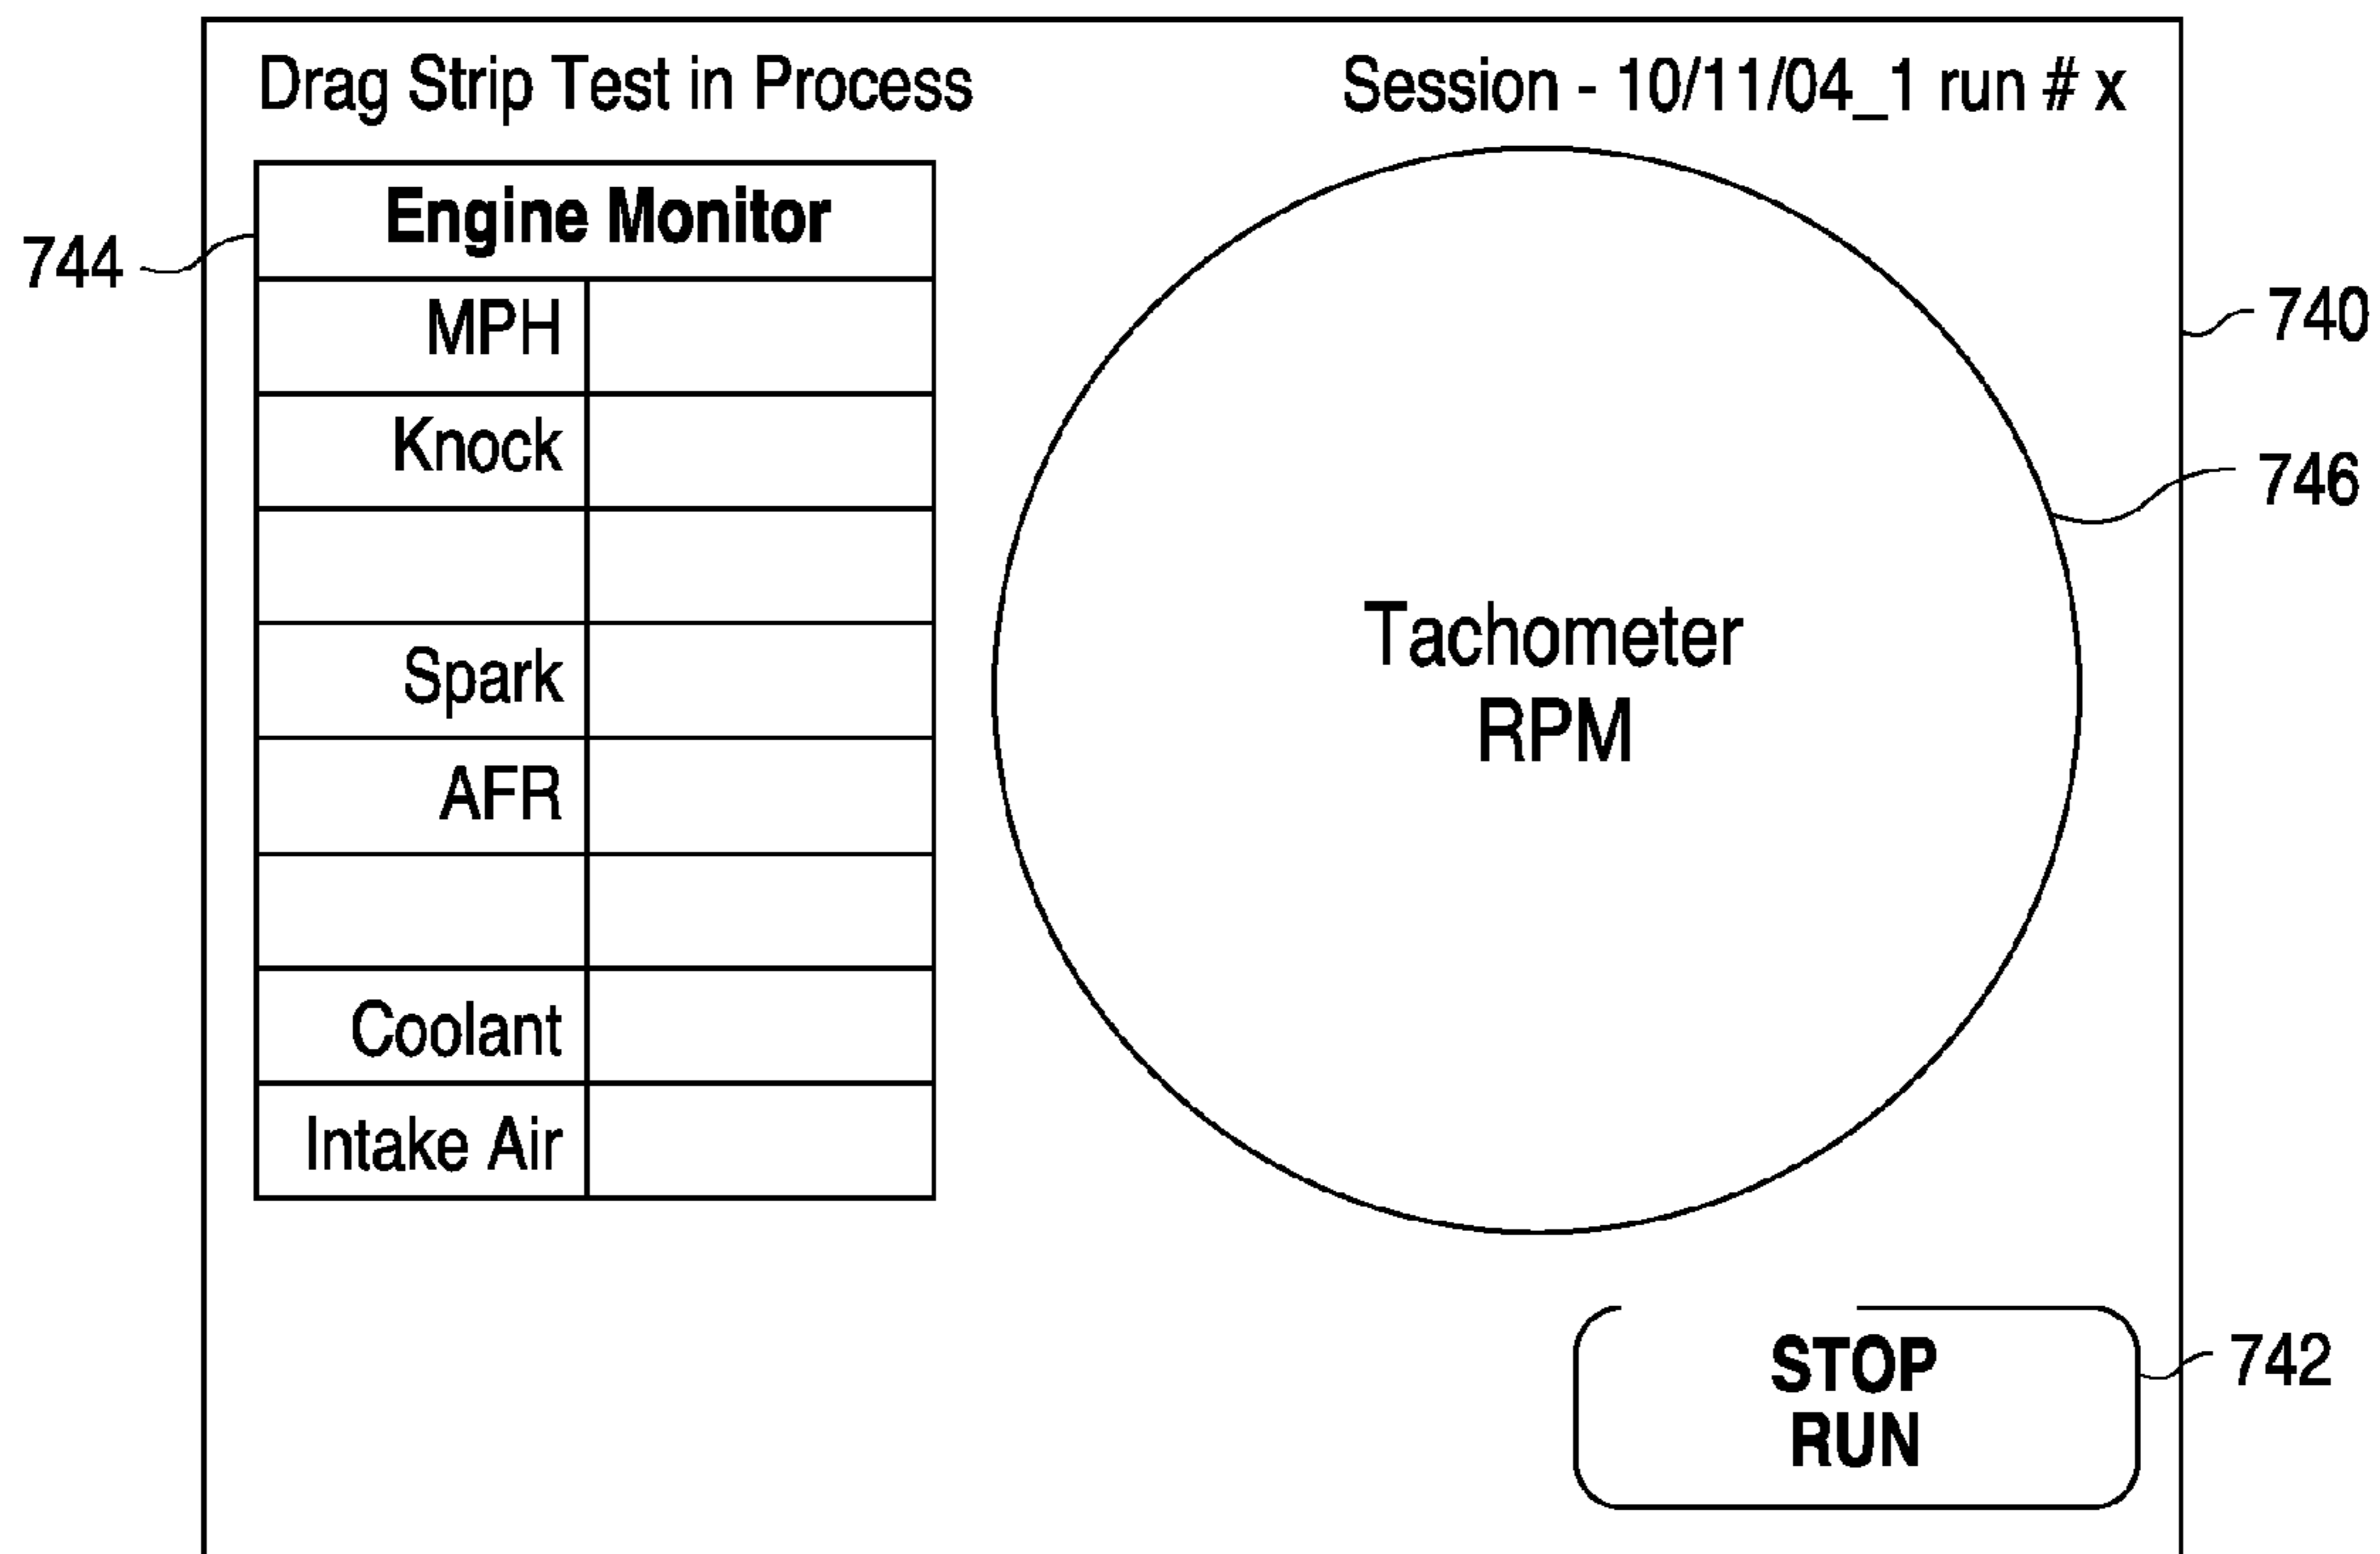 Drag Strip Test in Process
Session - 10/11/04_1 run # x
744
Engine Monitor
MPH
Knock
Spark
AFR
Coolant
Intake Air
Tachometer
RPM
740
746
STOP
RUN
742